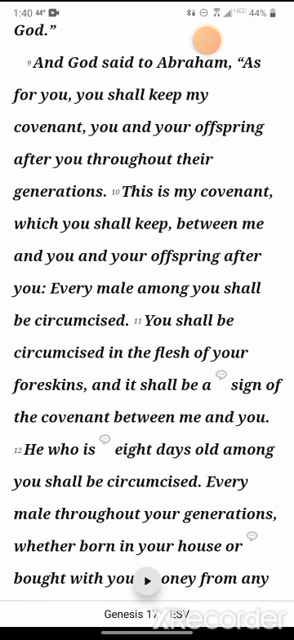 1:40 44°
44%
God.”
9 And God said to Abraham, “As
for you, you shall keep my
covenant, you and your offspring
after you throughout their
generations. 10 This is my covenant,
which you shall keep, between me
and you and your offspring after
you: Every male among you shall
be circumcised. 11 You shall be
circumcised in the flesh of your
foreskins, and it shall be a sign of
the covenant between me and you.
12 He who is eight days old among
you shall be circumcised. Every
male throughout your generations,
whether born in your house or
bought with you oney from any
Genesis 17 ESV
XRecorder